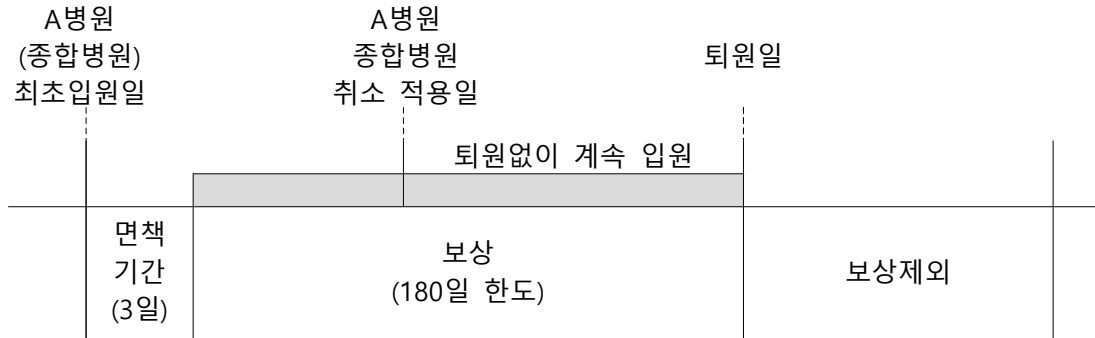 A병원
(종합병원)
최초입원일
A병원
종합병원
취소 적용일
퇴원일
퇴원없이 계속 입원
면책
기간
(3일)
보상
(180일 한도)
보상제외